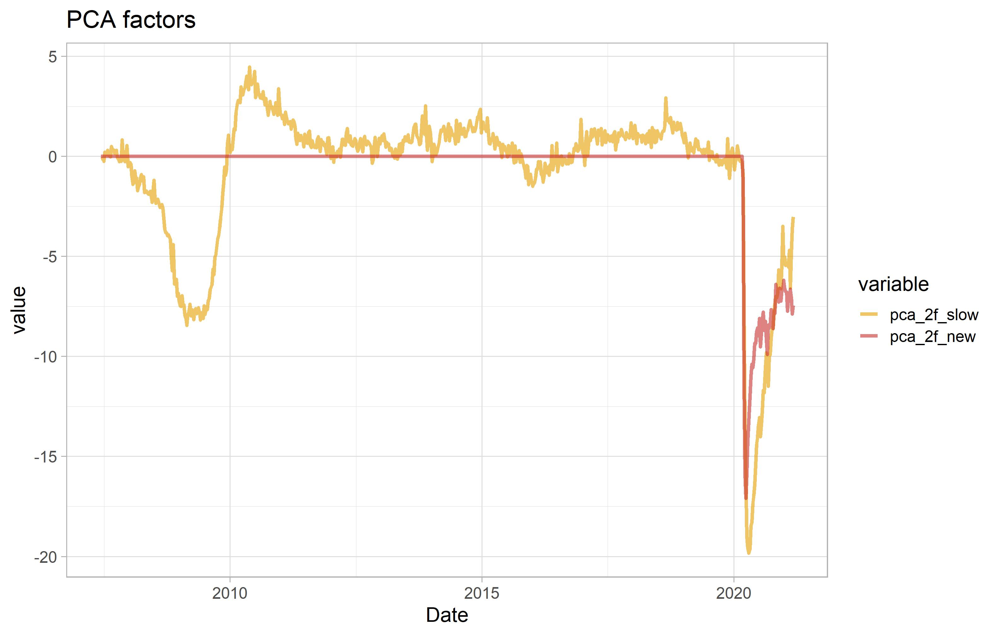 PCA factors
5
0
-5
-10
-15
-20
value
2010
2015
2020
Date
variable
pca_2f_slow
pca_2f_new